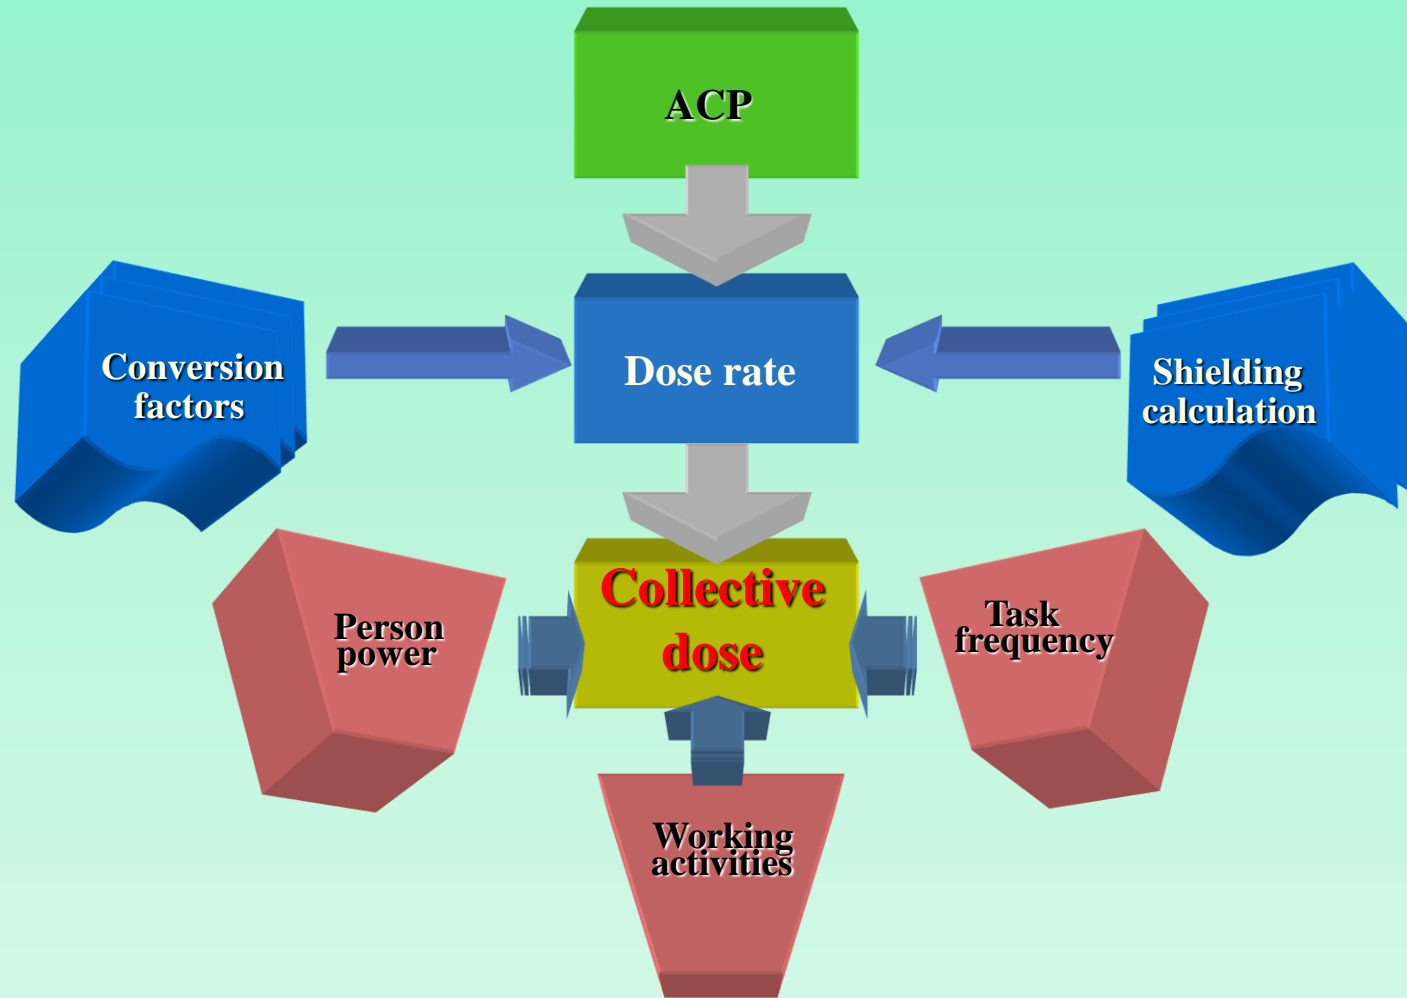 ACP
Conversion
factors
Dose rate
Shielding
calculation
Person
power
Collective
dose
Task
frequency
Working
activities